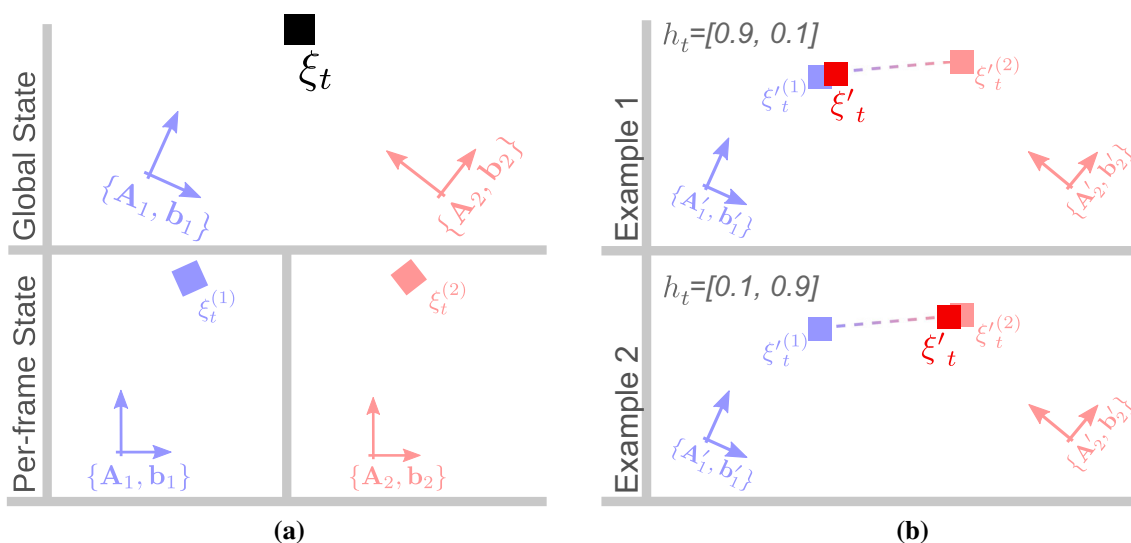 Global State
ξ_t
{A_1, b_1}
{A_2, b_2}
Per-frame State
ξ_t^(1)
{A_1, b_1}
ξ_t^(2)
{A_2, b_2}
(a)
Example 1
h_t=[0.9, 0.1]
ξ'_t^(1)
ξ'_t
ξ'_t^(2)
{A'_1, b'_1}
{A'_2, b'_2}
Example 2
h_t=[0.1, 0.9]
ξ'_t^(1)
ξ'_t
ξ'_t^(2)
{A'_1, b'_1}
{A'_2, b'_2}
(b)